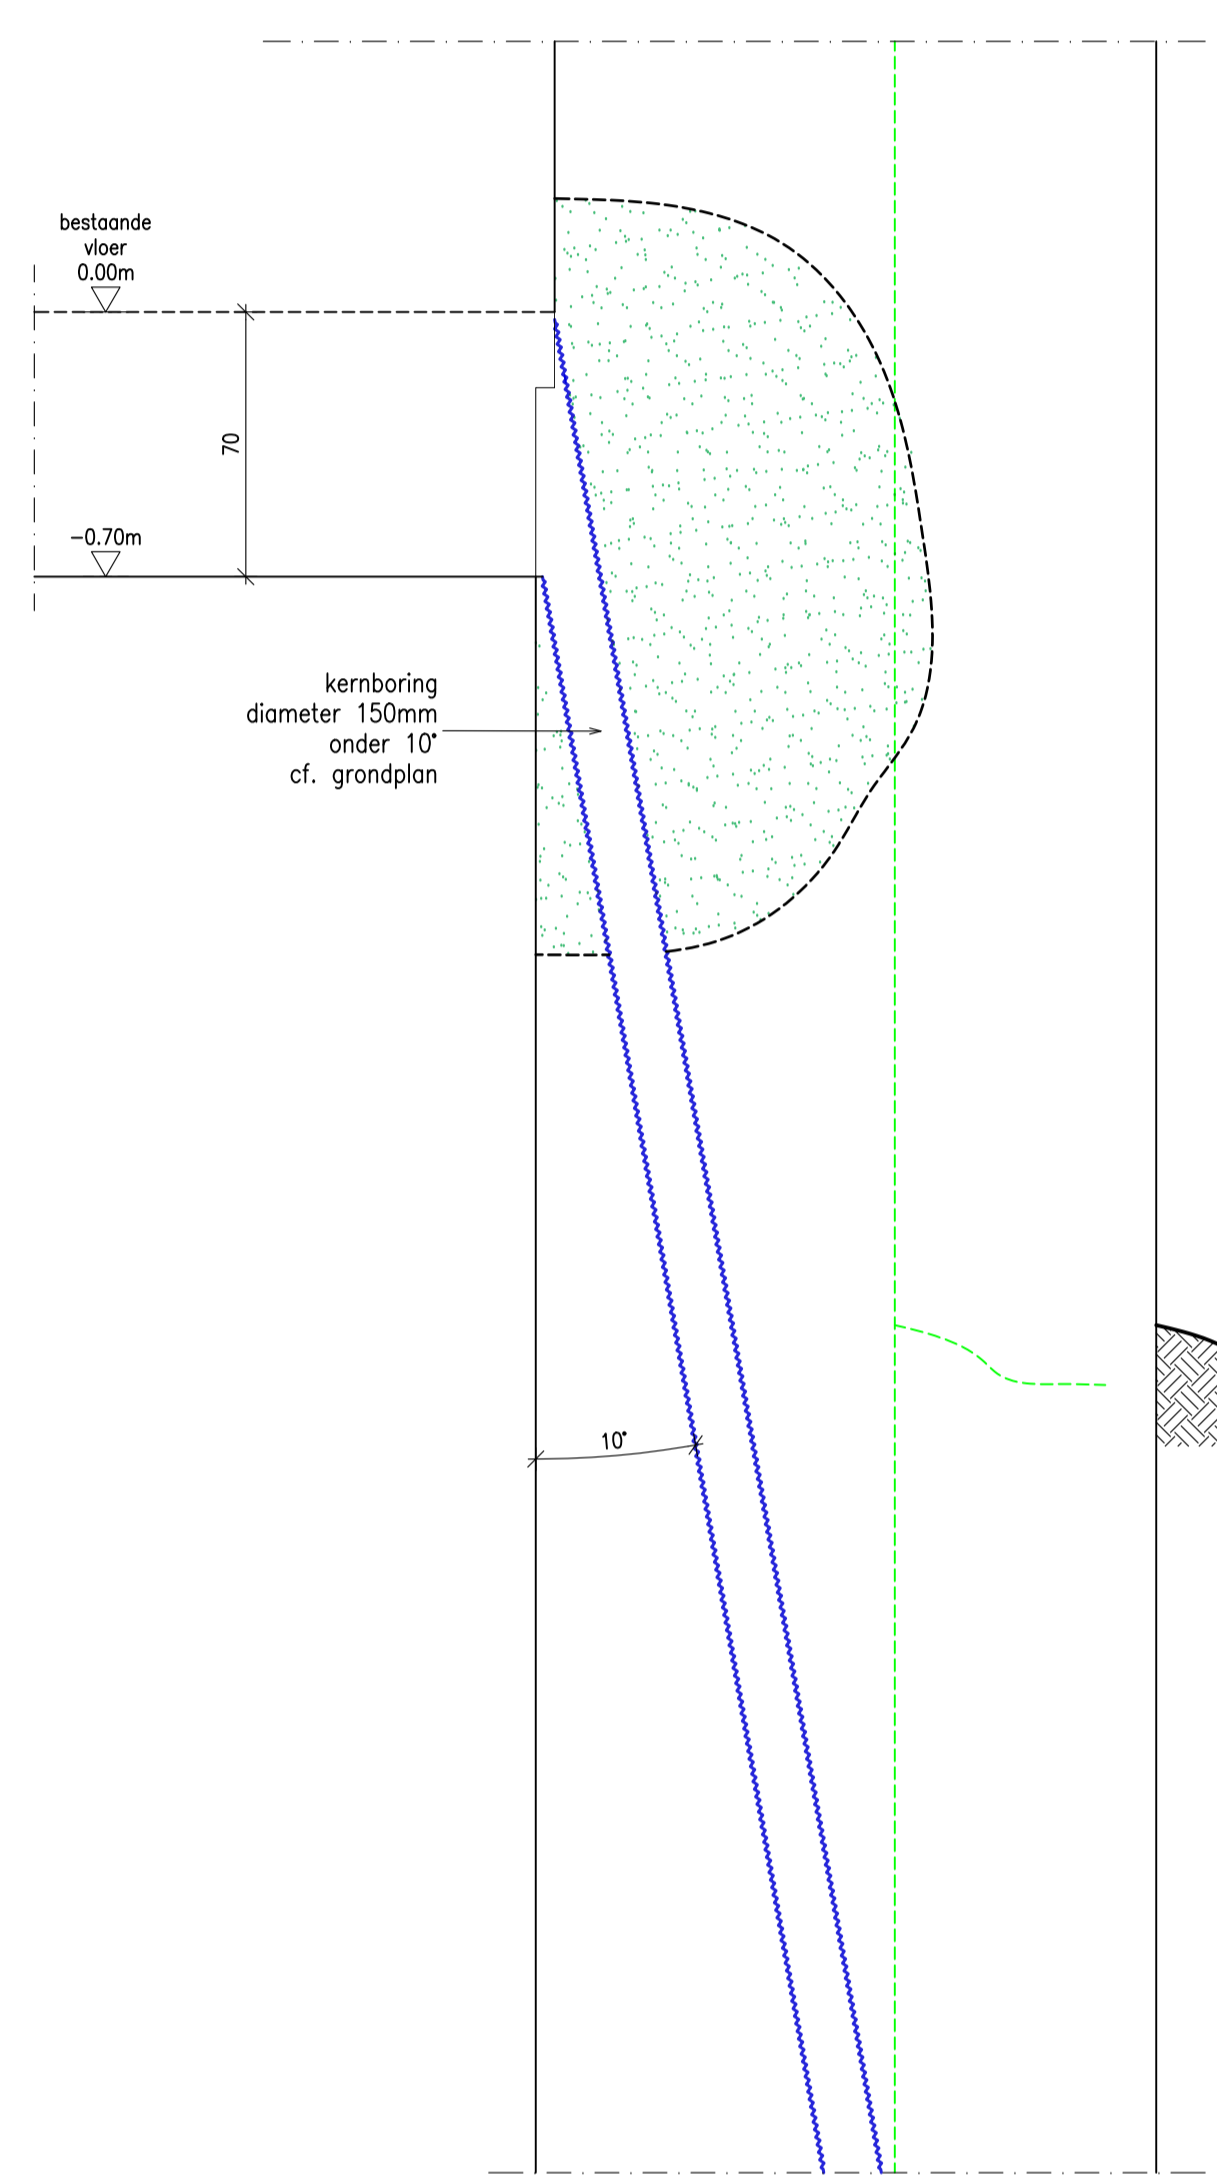 bestaande
vloer
0.00m
70
-0.70m
kernboring
diameter 150mm
onder 10°
cf. grondplan
10°